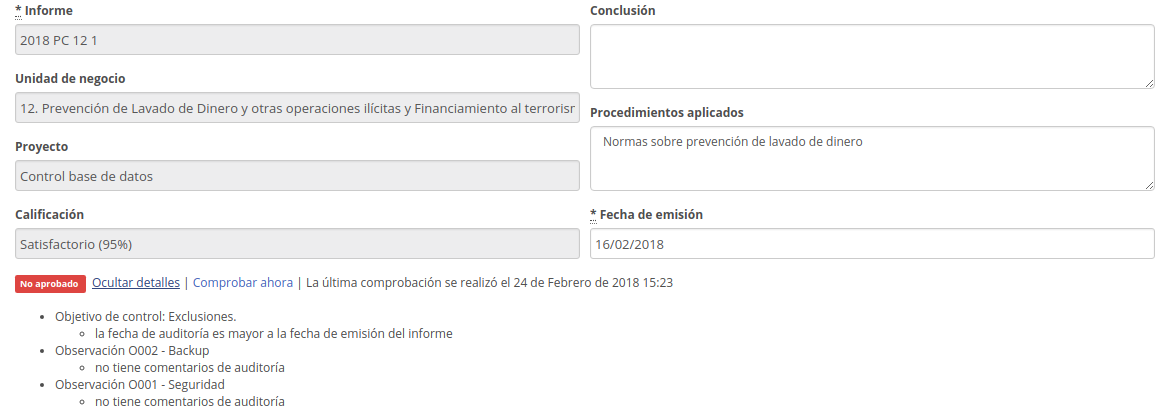 * Informe
2018 PC 12 1
Unidad de negocio
12. Prevención de Lavado de Dinero y otras operaciones ilícitas y Financiamiento al
Proyecto
Control base de datos
Calificación
Satisfactorio (95%)
Conclusión
Procedimientos aplicados
Normas sobre prevención de lavado de dinero
* Fecha de emisión
16/02/2018
No aprobado Ocultar detalles | Comprobar ahora | La última comprobación se realizó el 24 de Febrero de 2018 15:23
• Objetivo de control: Exclusiones.
◦ la fecha de auditoría es mayor a la fecha de emisión del informe
• Observación O002 - Backup
◦ no tiene comentarios de auditoría
• Observación O001 - Seguridad
◦ no tiene comentarios de auditoría